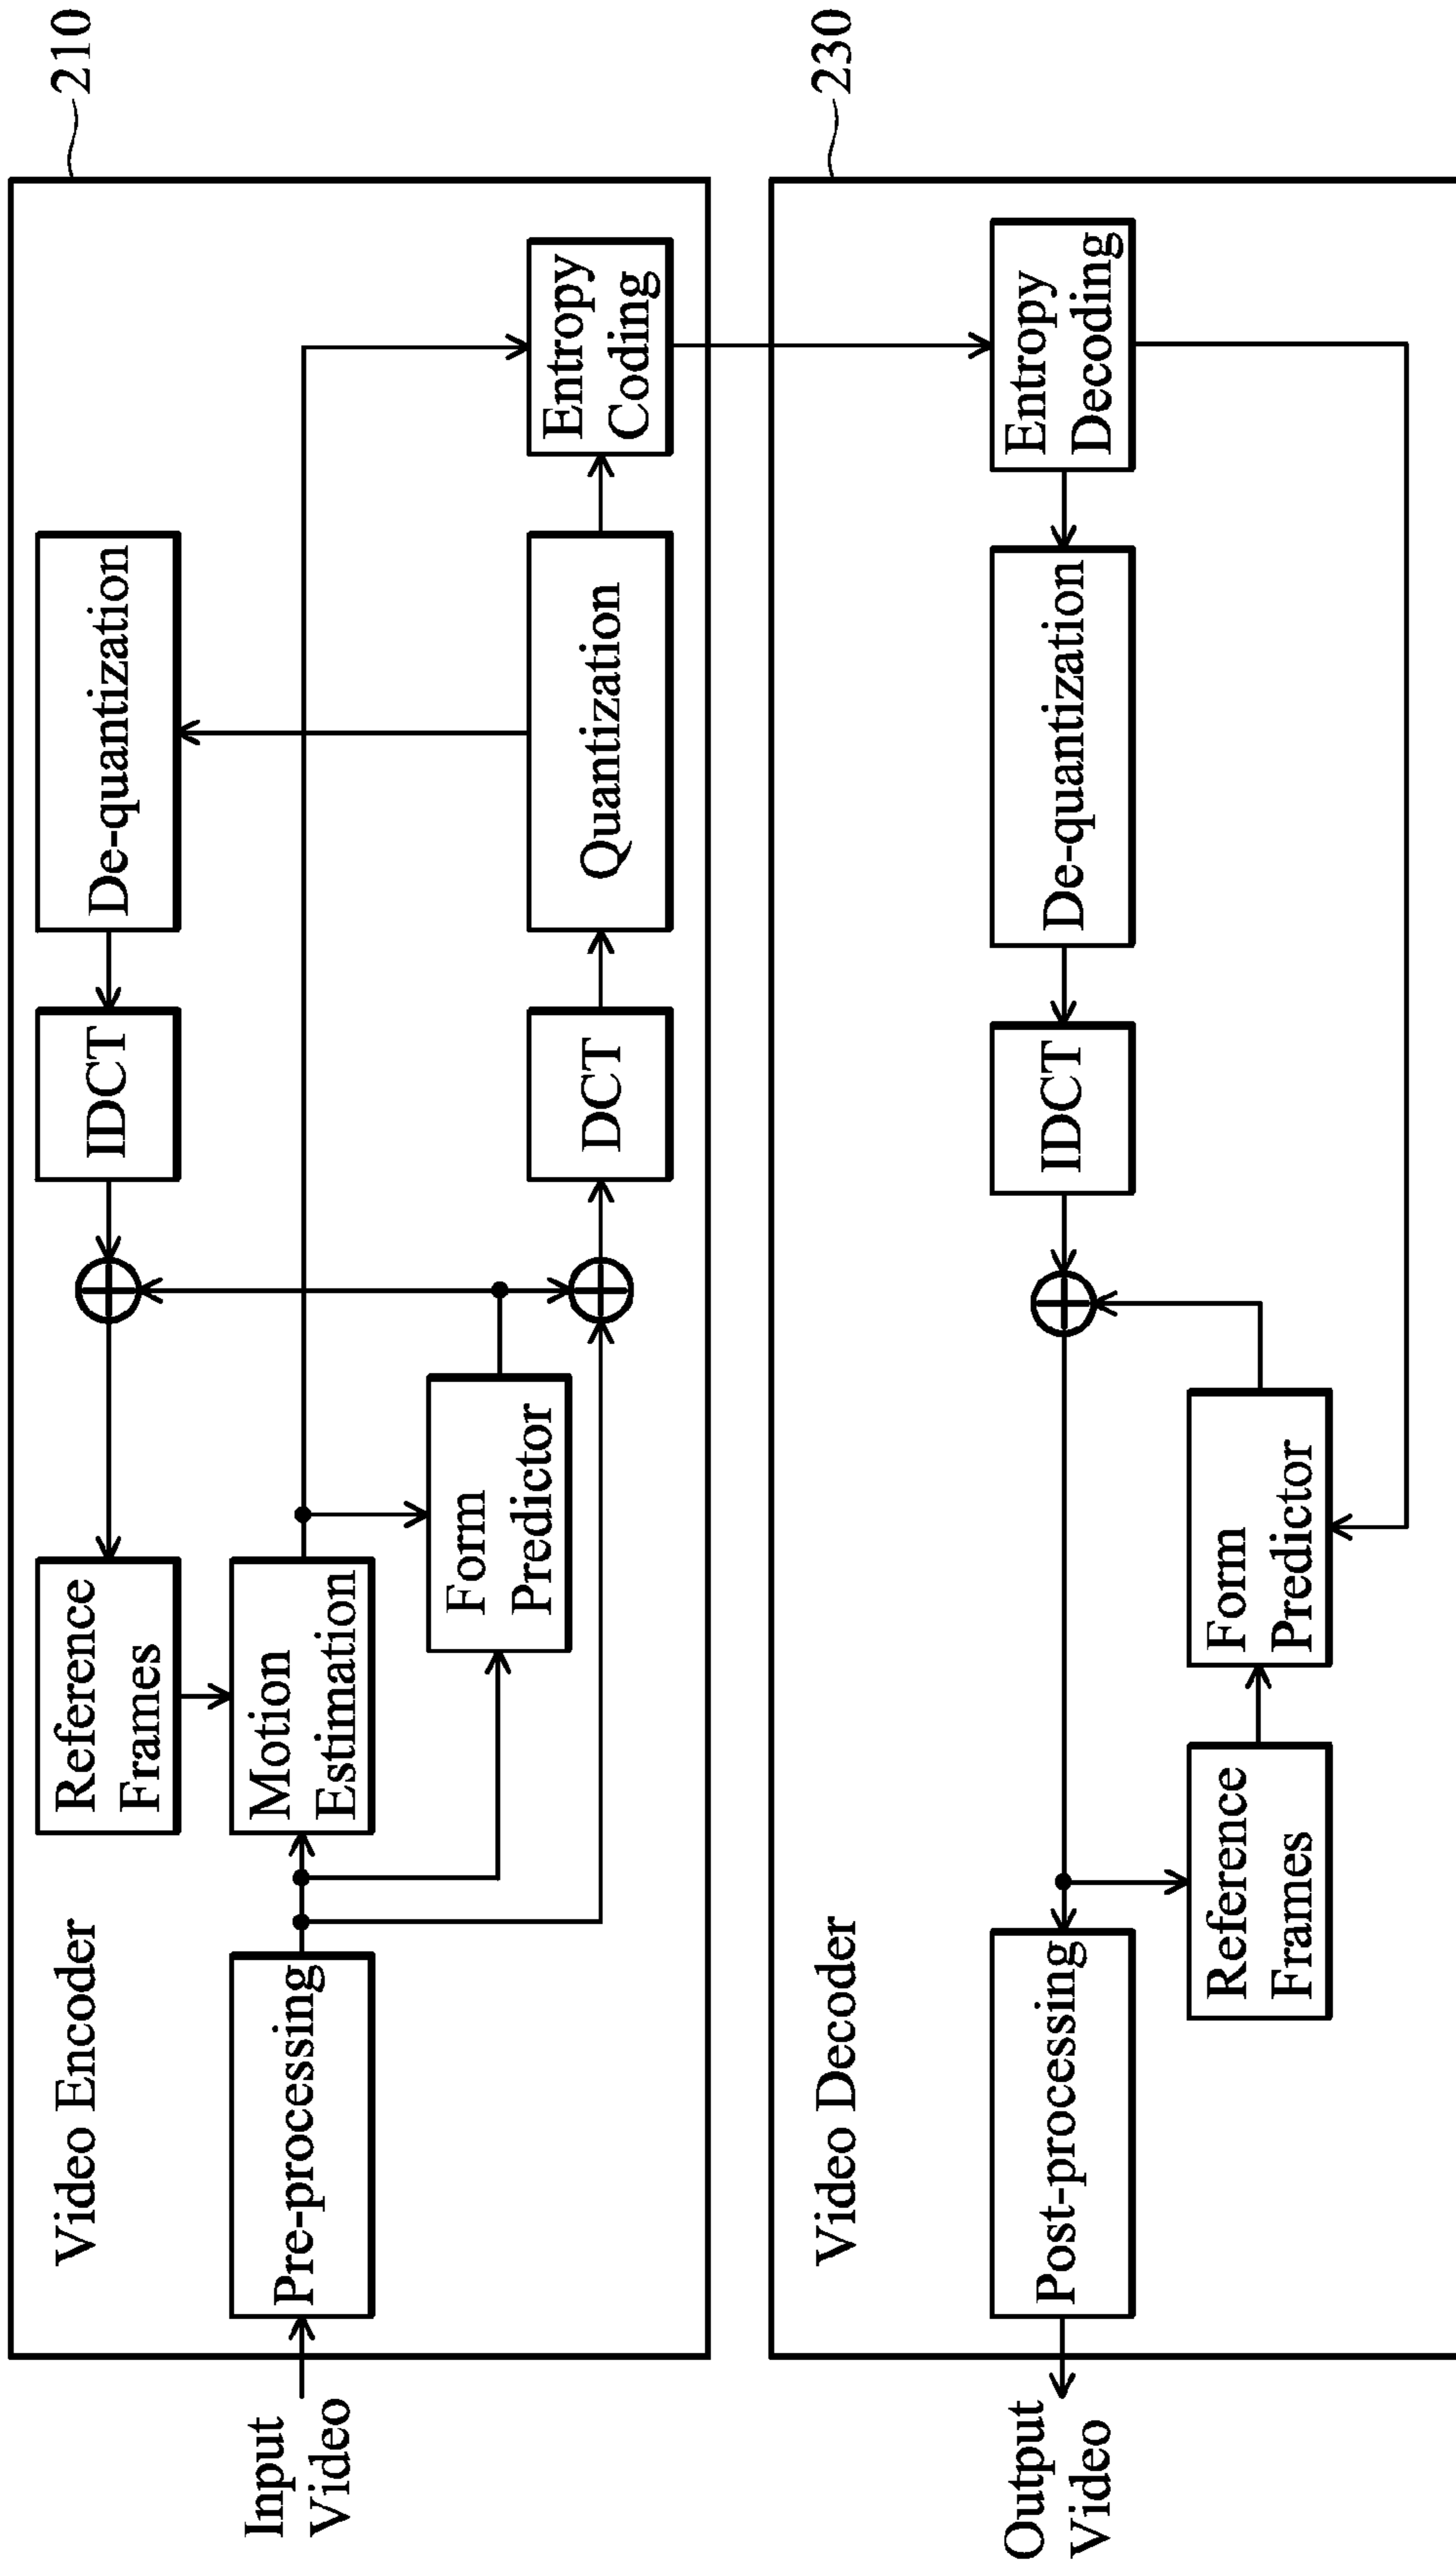 210
Video Encoder
Reference
Frames
IDCT
De-quantization
Input
Video
Pre-processing
Motion
Estimation
Form
Predictor
DCT
Quantization
Entropy
Coding
230
Video Decoder
Output
Video
Post-processing
IDCT
De-quantization
Entropy
Decoding
Reference
Frames
Form
Predictor